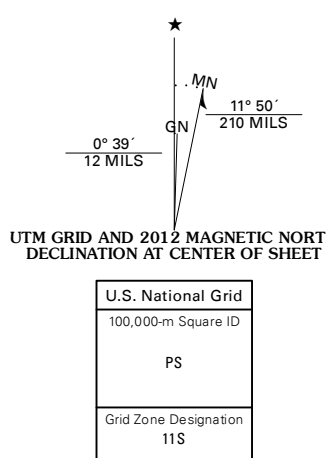 ★
MN
11° 50´
210 MILS
GN
0° 39´
12 MILS
UTM GRID AND 2012 MAGNETIC NORT
DECLINATION AT CENTER OF SHEET
U.S. National Grid
100,000-m Square ID
PS
Grid Zone Designation
11S